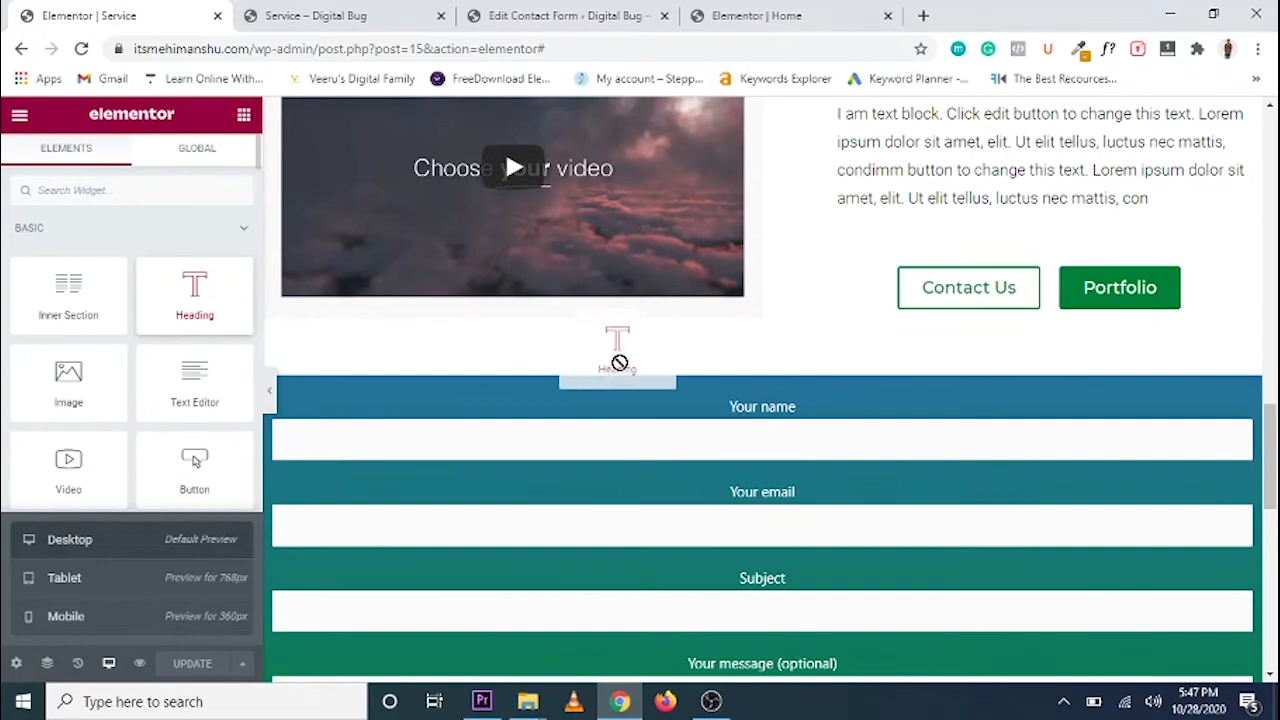 Elementor | Service
Service – Digital Bug
Edit Contact Form ‹ Digital Bug –
Elementor | Home
itsmehimanshu.com/wp-admin/post.php?post=15&action=elementor#
Apps
Gmail
Learn Online With...
Veeru's Digital Family
FreeDownload Ele...
My account – Stepp...
Keywords Explorer
Keyword Planner -...
The Best Recources...
elementor
ELEMENTS
GLOBAL
Search Widget...
BASIC
Inner Section
Heading
Image
Text Editor
Video
Button
Desktop
Default Preview
Tablet
Preview for 768px
Mobile
Preview for 360px
UPDATE
Choose your video
I am text block. Click edit button to change this text. Lorem
ipsum dolor sit amet, elit. Ut elit tellus, luctus nec mattis,
condimm button to change this text. Lorem ipsum dolor sit
amet, elit. Ut elit tellus, luctus nec mattis, con
Contact Us
Portfolio
Heading
Your name
Your email
Subject
Your message (optional)
Type here to search
Pr
5:47 PM
10/28/2020
5